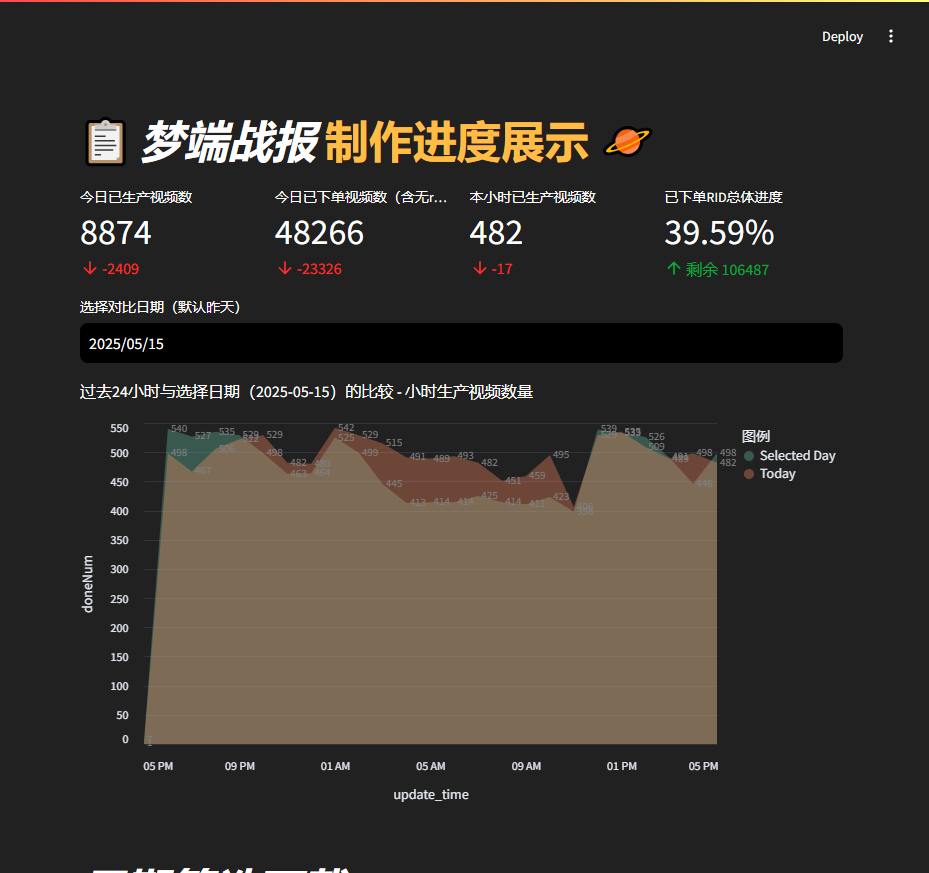 Deploy
梦端战报 制作进度展示
今日已生产视频数
8874
-2409
今日已下单视频数（含无r...
48266
-23326
本小时已生产视频数
482
-17
已下单RID总体进度
39.59%
剩余 106487
选择对比日期（默认昨天）
2025/05/15
过去24小时与选择日期（2025-05-15）的比较 - 小时生产视频数量
图例
Selected Day
Today
doneNum
550
500
450
400
350
300
250
200
150
100
50
0
540
527
535
529
529
498
467
506
498
482
463
542
525
529
499
515
445
491
489
493
482
451
459
495
413
414
414
425
414
411
423
539
535
526
509
498
446
498
482
05 PM
09 PM
01 AM
05 AM
09 AM
01 PM
05 PM
update_time